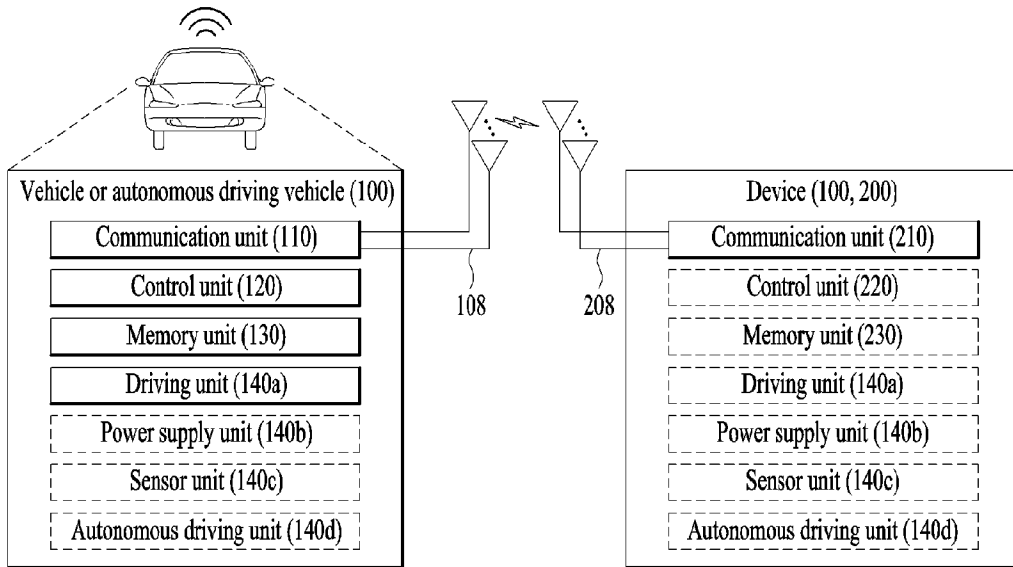 Vehicle or autonomous driving vehicle (100)
Communication unit (110)
Control unit (120)
Memory unit (130)
Driving unit (140a)
Power supply unit (140b)
Sensor unit (140c)
Autonomous driving unit (140d)
108
208
Device (100, 200)
Communication unit (210)
Control unit (220)
Memory unit (230)
Driving unit (140a)
Power supply unit (140b)
Sensor unit (140c)
Autonomous driving unit (140d)